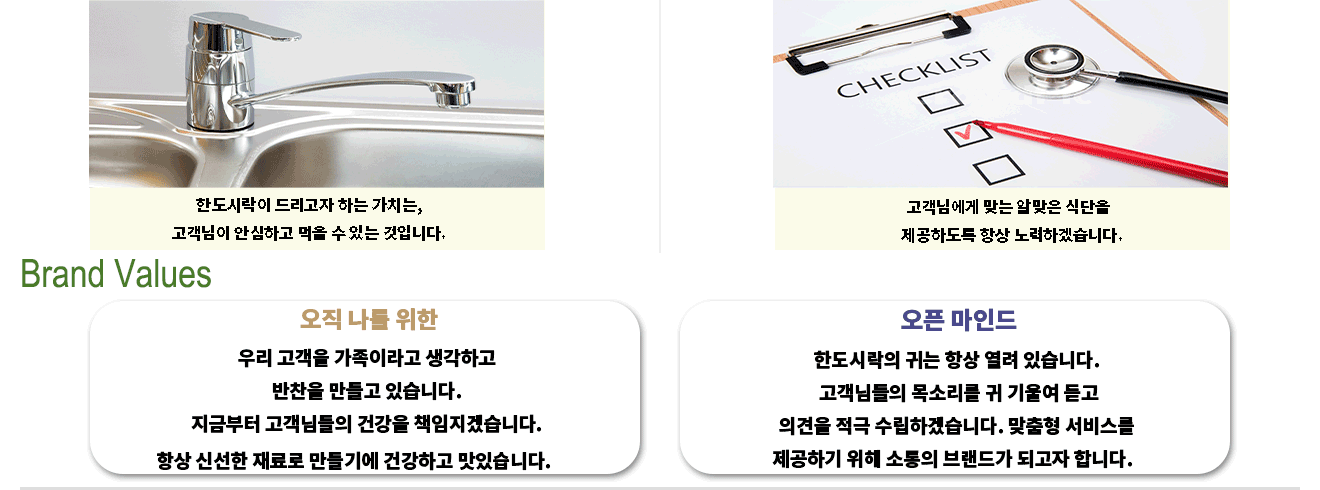 CHECKLIST
한도시락이 드리고자 하는 가치는,
고객님이 안심하고 먹을 수 있는 것입니다.
고객님에게 맞는 알맞은 식단을
제공하도록 항상 노력하겠습니다.
Brand Values
오직 나를 위한
우리 고객을 가족이라고 생각하고
반찬을 만들고 있습니다.
지금부터 고객님들의 건강을 책임지겠습니다.
항상 신선한 재료로 만들기에 건강하고 맛있습니다.
오픈 마인드
한도시락의 귀는 항상 열려 있습니다.
고객님들의 목소리를 귀 기울여 듣고
의견을 적극 수립하겠습니다. 맞춤형 서비스를
제공하기 위해 소통의 브랜드가 되고자 합니다.